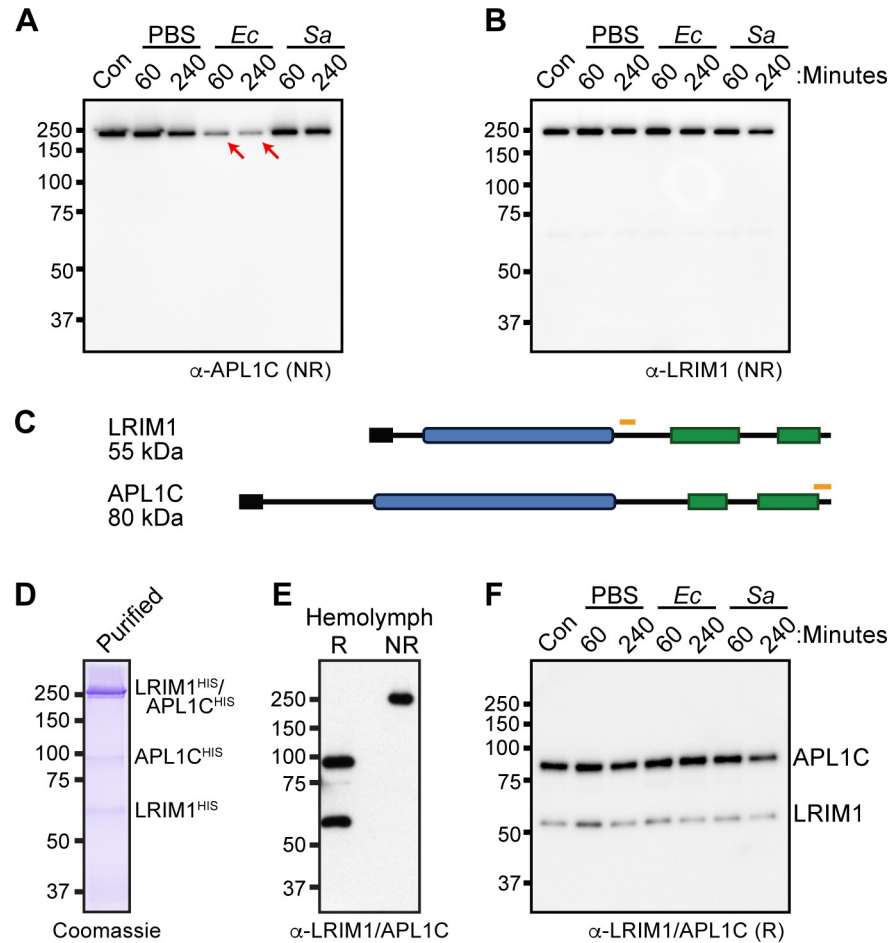 A
PBS Ec Sa
Con 60 240 60 240 60 240
250
150
100
75
50
37
α-APL1C (NR)
B
PBS Ec Sa
Con 60 240 60 240 60 240 :Minutes
250
150
100
75
50
37
α-LRIM1 (NR)
C
LRIM1
55 kDa
APL1C
80 kDa
D
Purified
250
150
100
75
50
37
LRIM1HIS/
APL1CHIS
APL1CHIS
LRIM1HIS
Coomassie
E
Hemolymph
R NR
250
150
100
75
50
37
α-LRIM1/APL1C
F
PBS Ec Sa
Con 60 240 60 240 60 240 :Minutes
250
150
100
75
50
37
APL1C
LRIM1
α-LRIM1/APL1C (R)